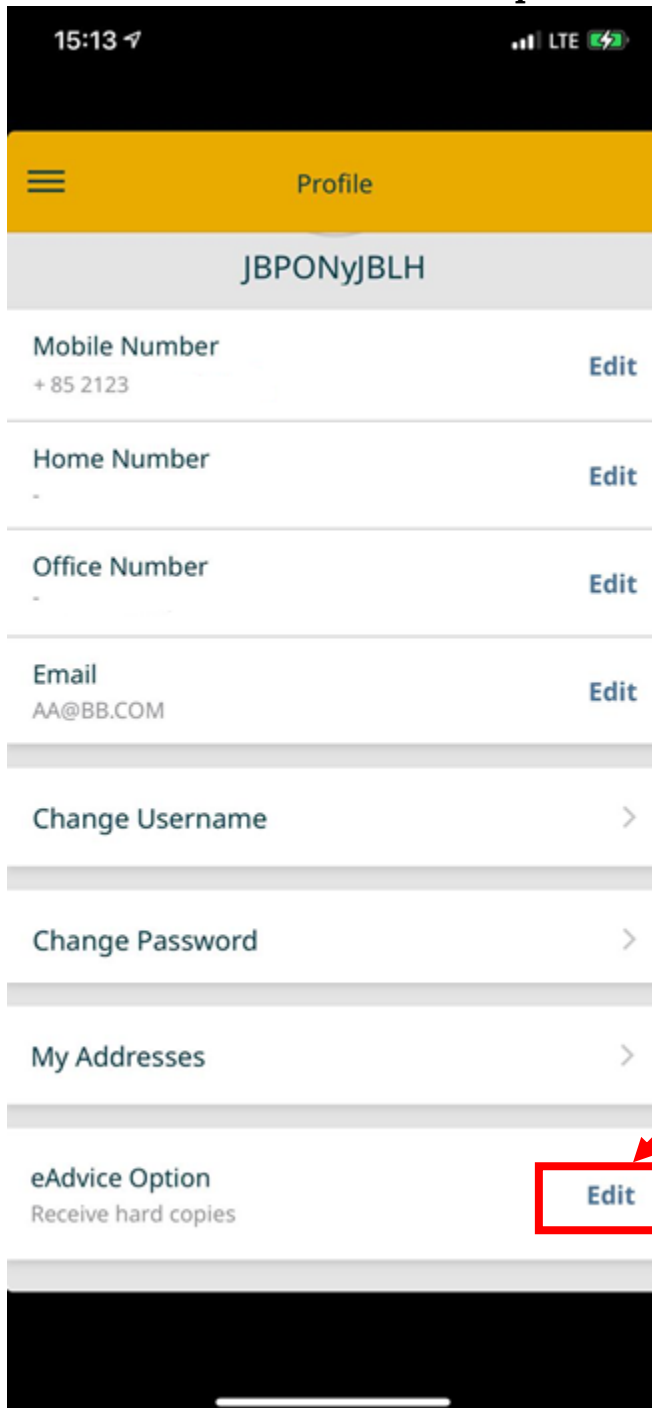 15:13
LTE
Profile
JBPONyJBLH
Mobile Number
+ 85 2123
Edit
Home Number
-
Edit
Office Number
-
Edit
Email
AA@BB.COM
Edit
Change Username
Change Password
My Addresses
eAdvice Option
Receive hard copies
Edit